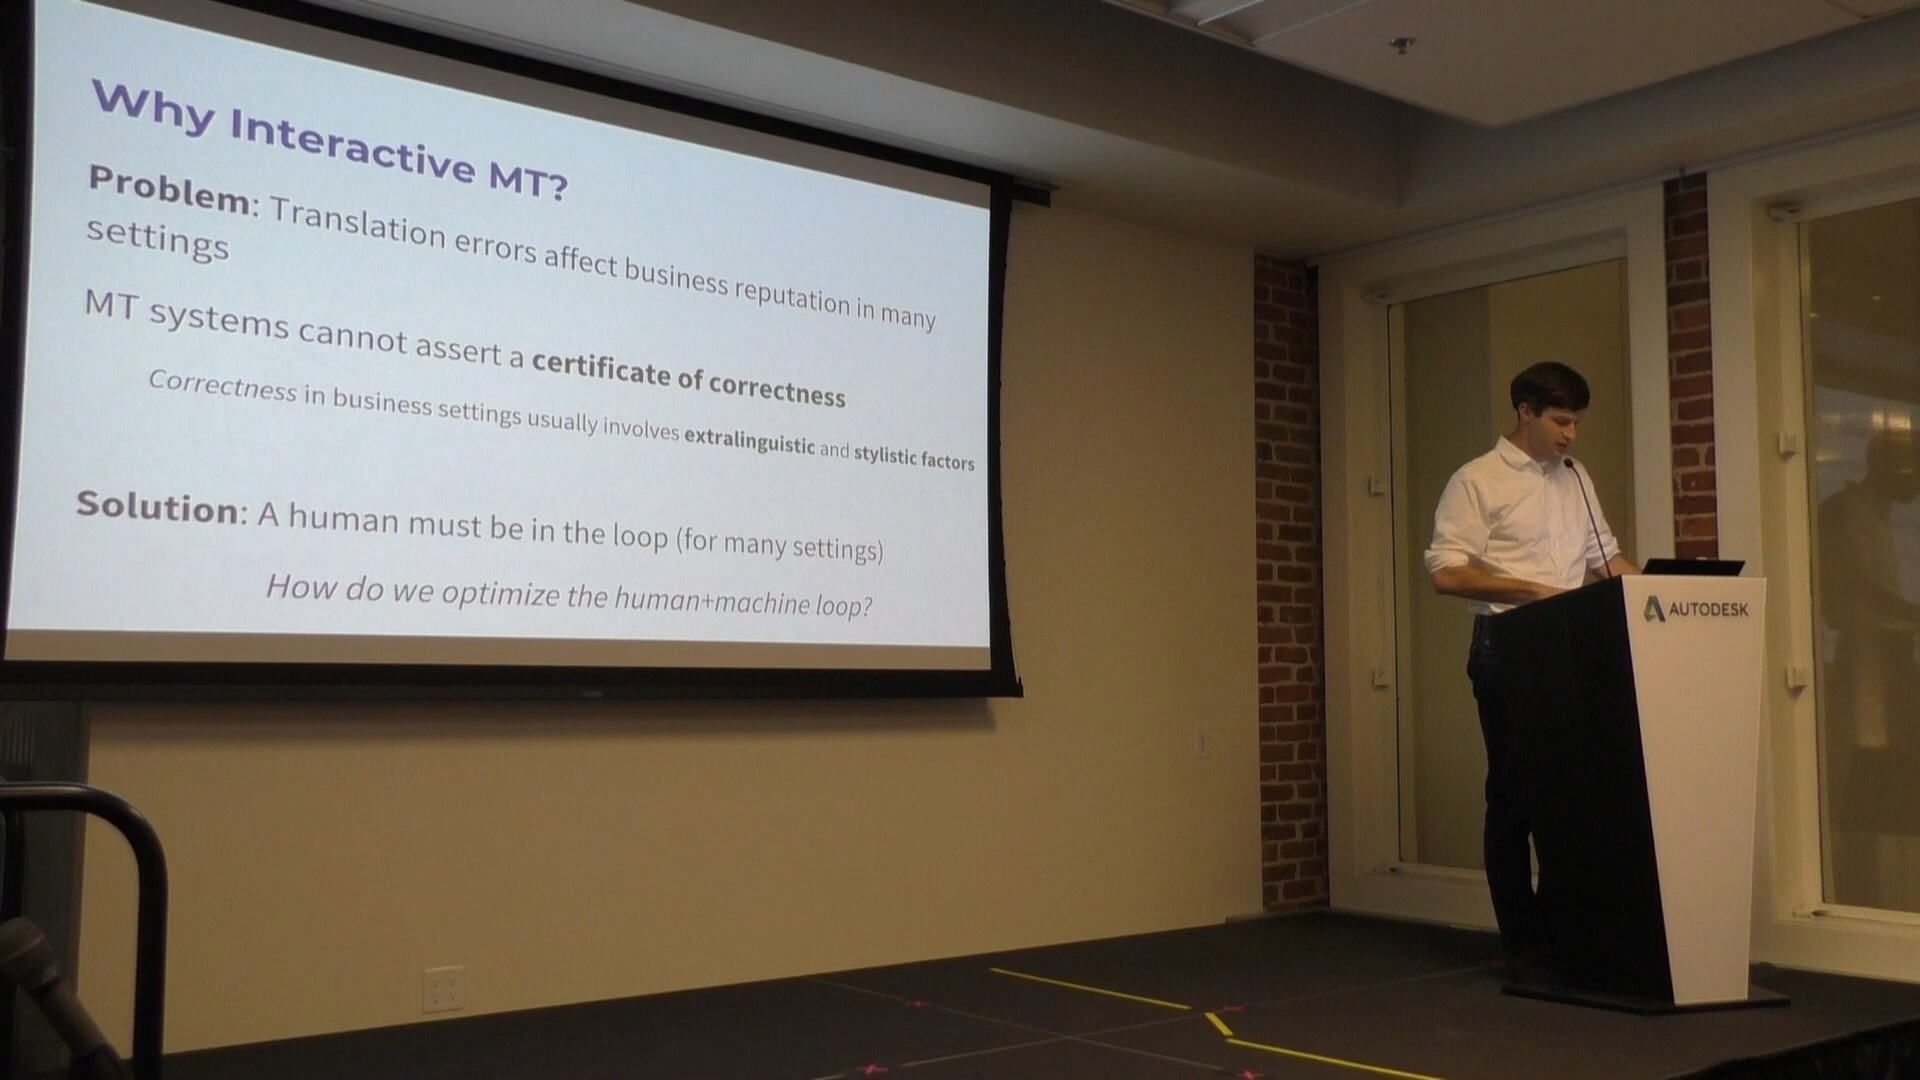 Why Interactive MT?
Problem: Translation errors affect business reputation in many
settings
MT systems cannot assert a certificate of correctness
Correctness in business settings usually involves extralinguistic and stylistic factors
Solution: A human must be in the loop (for many settings)
How do we optimize the human+machine loop?
AUTODESK